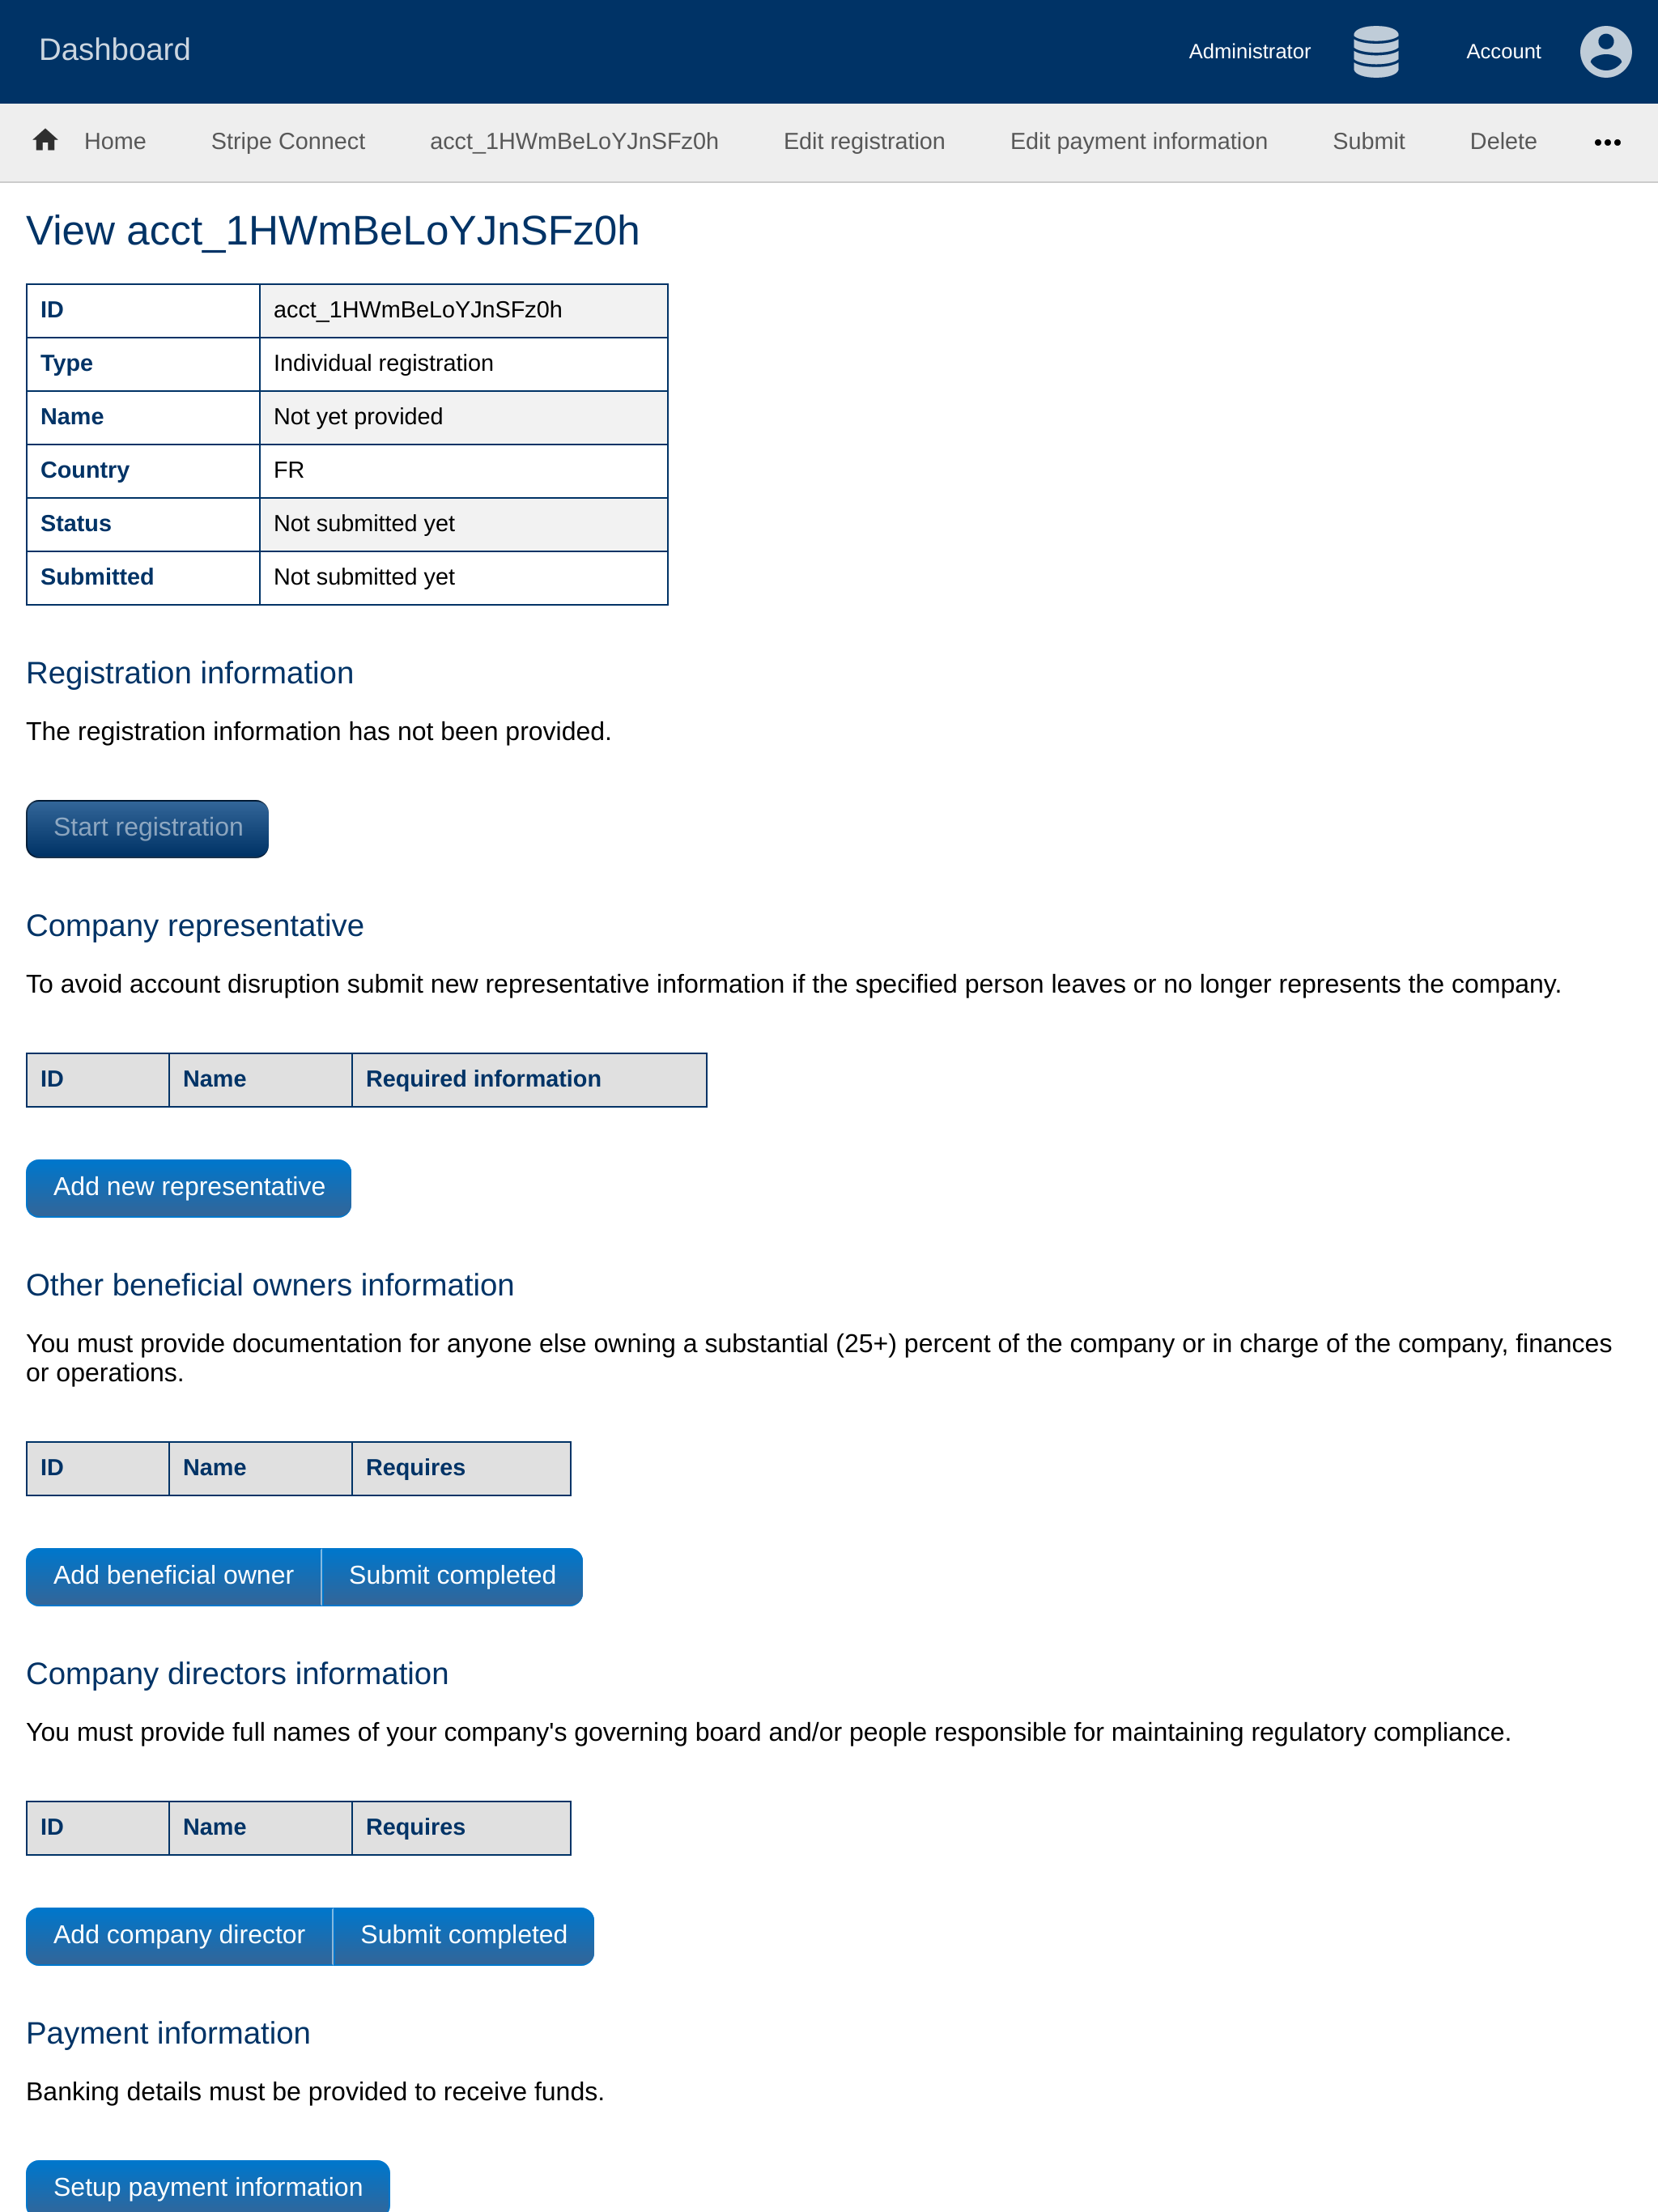 Dashboard
Administrator
Account
Home Stripe Connect acct_1HWmBeLoYJnSFz0h Edit registration Edit payment information Submit Delete •••
View acct_1HWmBeLoYJnSFz0h
ID acct_1HWmBeLoYJnSFz0h
Type Individual registration
Name Not yet provided
Country FR
Status Not submitted yet
Submitted Not submitted yet
Registration information
The registration information has not been provided.
Start registration
Company representative
To avoid account disruption submit new representative information if the specified person leaves or no longer represents the company.
ID Name Required information
Add new representative
Other beneficial owners information
You must provide documentation for anyone else owning a substantial (25+) percent of the company or in charge of the company, finances
or operations.
ID Name Requires
Add beneficial owner Submit completed
Company directors information
You must provide full names of your company's governing board and/or people responsible for maintaining regulatory compliance.
ID Name Requires
Add company director Submit completed
Payment information
Banking details must be provided to receive funds.
Setup payment information